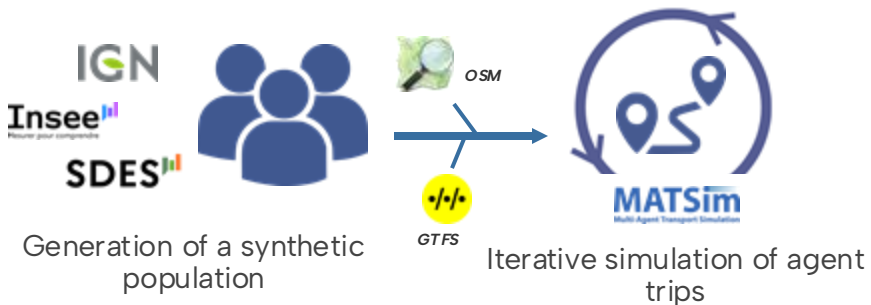 IGN
Insee
Mesurer pour comprendre
SDES
OSM
GTFS
MATSim
Multi-Agent Transport Simulation
Generation of a synthetic
population
Iterative simulation of agent
trips